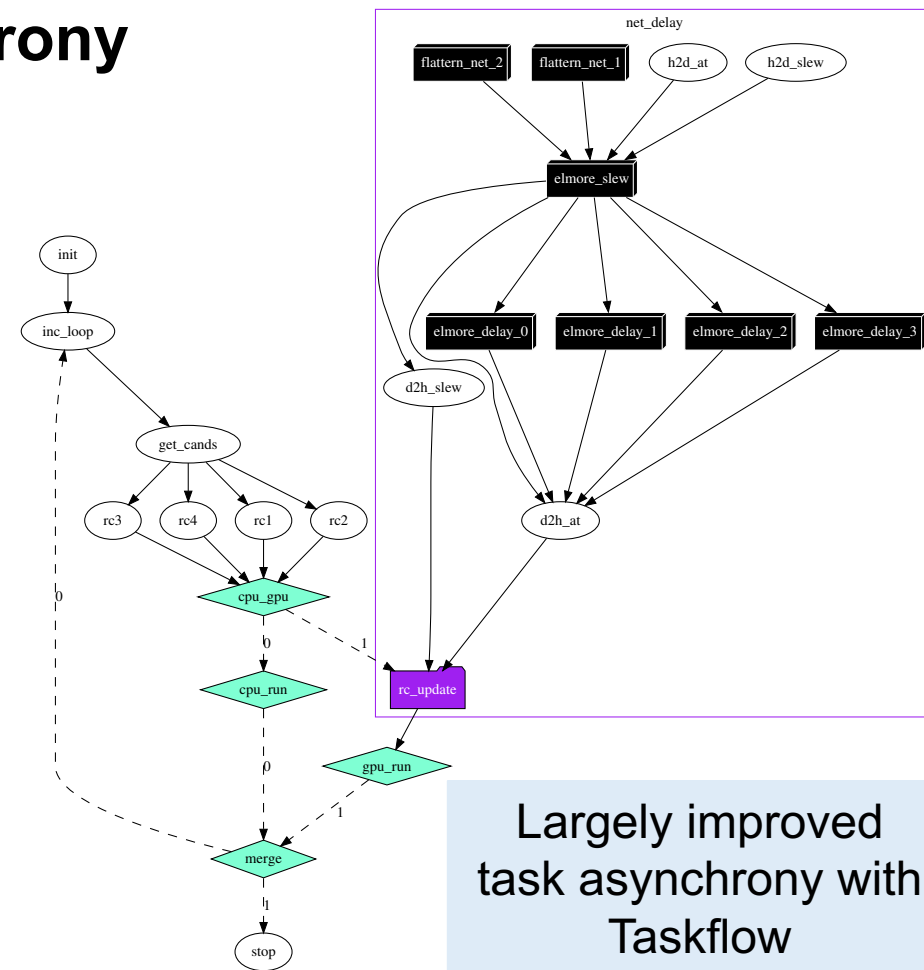 rony
net_delay
flattern_net_2
flattern_net_1
h2d_at
h2d_slew
elmore_slew
init
inc_loop
elmore_delay_0
elmore_delay_1
elmore_delay_2
elmore_delay_3
d2h_slew
get_cands
rc3
rc4
rc1
rc2
d2h_at
cpu_gpu
0
0
1
cpu_run
rc_update
0
gpu_run
1
merge
1
stop
Largely improved
task asynchrony with
Taskflow